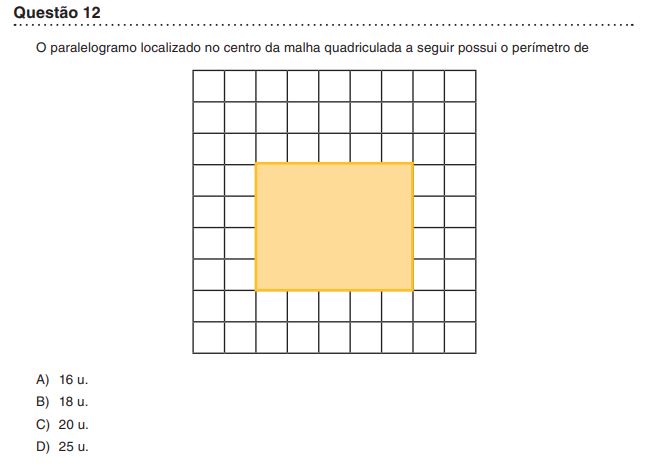 Questão 12
O paralelogramo localizado no centro da malha quadriculada a seguir possui o perímetro de
A) 16 u.
B) 18 u.
C) 20 u.
D) 25 u.